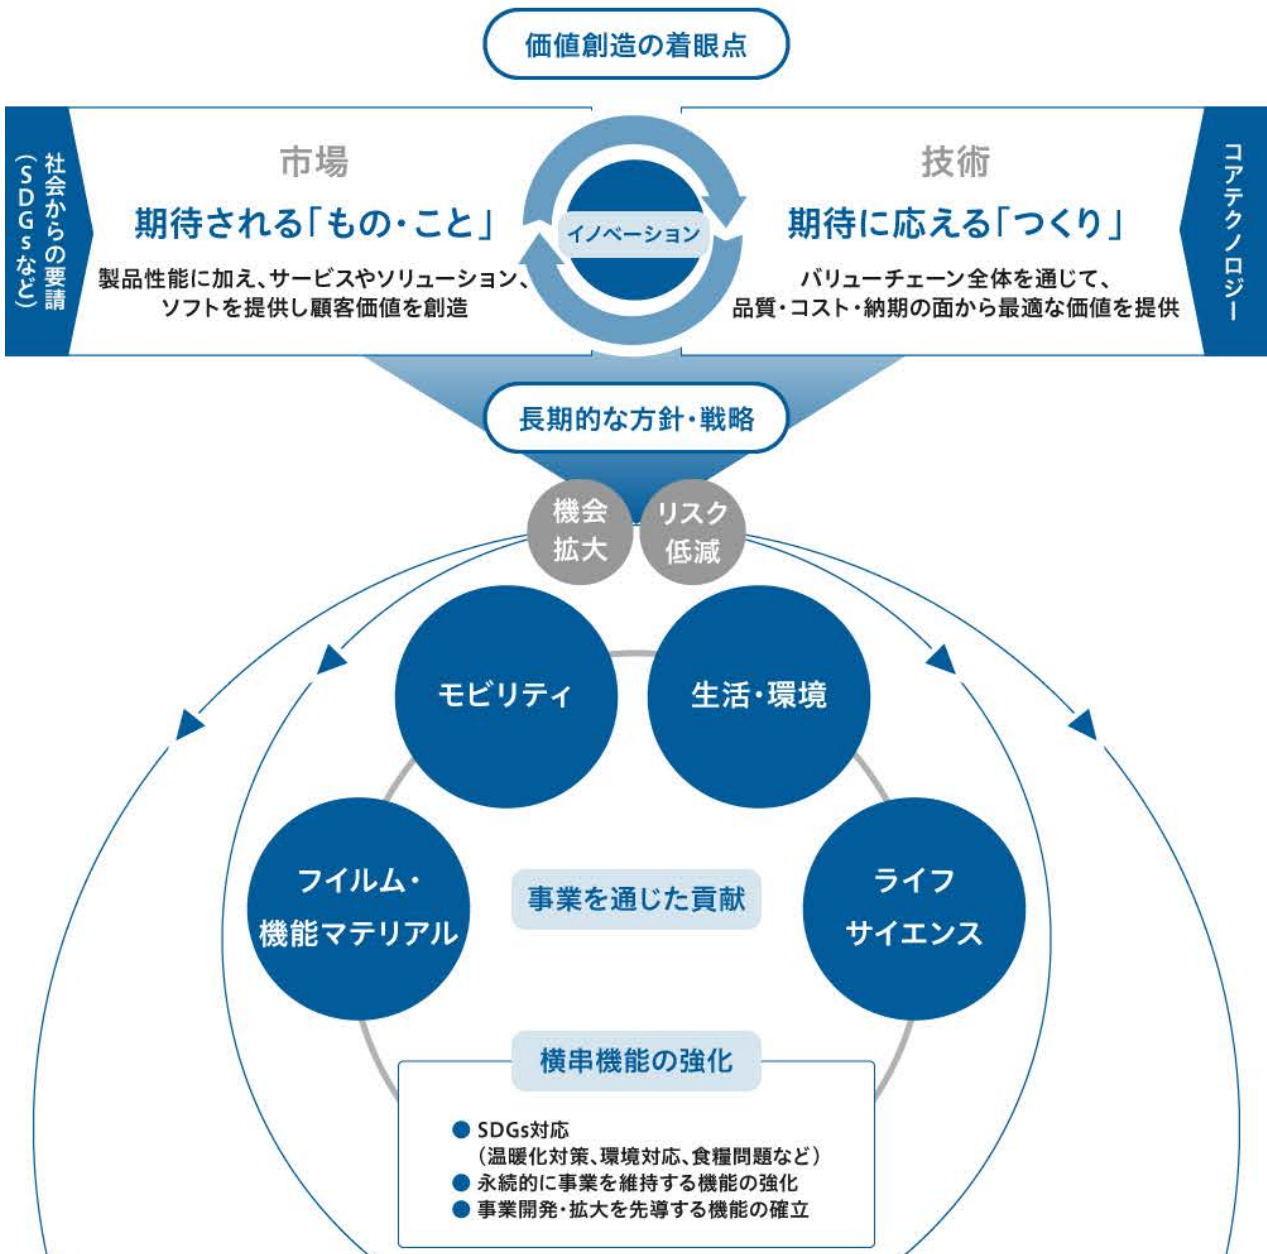 価値創造の着眼点
社会からの要請
(SDGsなど)
市場
期待される「もの・こと」
製品性能に加え、サービスやソリューション、
ソフトを提供し顧客価値を創造
イノベーション
技術
期待に応える「つくり」
バリューチェーン全体を通じて、
品質・コスト・納期の面から最適な価値を提供
コアテクノロジー
長期的な方針・戦略
機会
拡大
リスク
低減
モビリティ
生活・環境
フイルム・
機能マテリアル
事業を通じた貢献
ライフ
サイエンス
横串機能の強化
● SDGs対応
(温暖化対策、環境対応、食糧問題など)
● 永続的に事業を維持する機能の強化
● 事業開発・拡大を先導する機能の確立